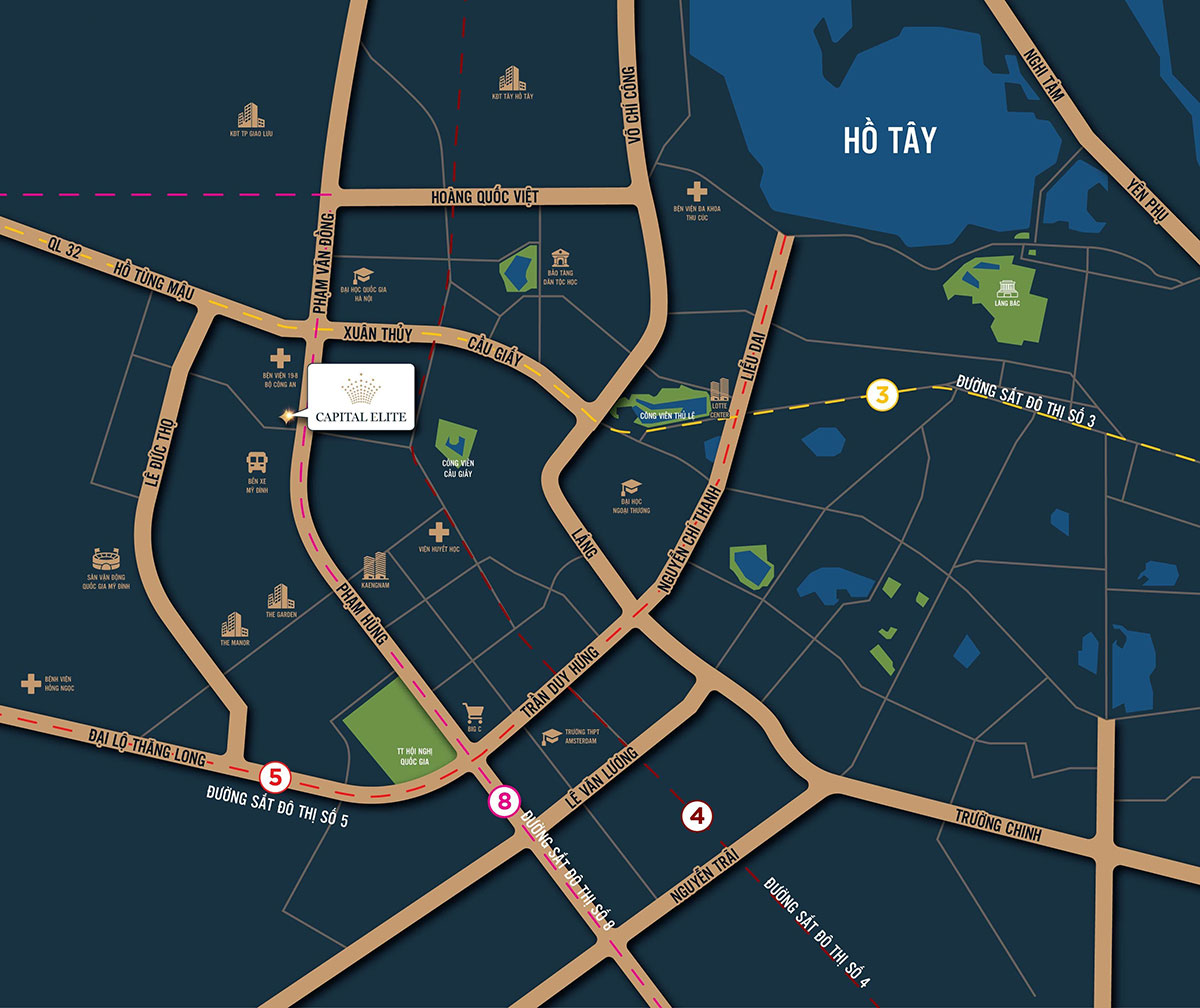 NGHI TÀM
KĐT TÂY HỒ TÂY
VÕ CHÍ CÔNG
KĐT TP GIAO LƯU
HỒ TÂY
HOÀNG QUỐC VIỆT
YÊN PHỤ
BỆN VIỆN ĐA KHOA
THU CÚC
PHẠM VĂN ĐỒNG
QL 32
HỒ TÙNG MẬU
BẢO TÀNG
DÂN TỘC HỌC
ĐẠI HỌC QUỐC GIA
HÀ NỘI
LĂNG BÁC
XUÂN THỦY
CẦU GIẤY
LIỄU DAI
BỆN VIỆN 19-8
BỘ CÔNG AN
CAPITAL ELITE
3
ĐƯỜNG SẮT ĐÔ THỊ SỐ 3
LOTTE
CENTER
CÔNG VIÊN THỦ LỆ
LÊ ĐỨC THỌ
CÔNG VIÊN
CẦU GIẤY
BẾN XE
MỸ ĐÌNH
ĐẠI HỌC
NGOẠI THƯƠNG
NGUYỄN CHÍ THANH
LÁNG
VIỆN HUYẾT HỌC
SÂN VẬN ĐỘNG
QUỐC GIA MỸ ĐÌNH
KAENGNAM
THE GARDEN
PHẠM HÙNG
THE MANOR
BỆNH VIỆN
HỒNG NGỌC
TRẦN DUY HƯNG
BIG C
TRƯỜNG THPT
AMSTERDAM
ĐẠI LỘ THĂNG LONG
TT HỘI NGHỊ
QUỐC GIA
5
ĐƯỜNG SẮT ĐÔ THỊ SỐ 5
LÊ VĂN LƯƠNG
8
ĐƯỜNG SẮT ĐÔ THỊ SỐ 8
4
TRƯỜNG CHINH
NGUYỄN TRÃI
ĐƯỜNG SẮT ĐÔ THỊ SỐ 4